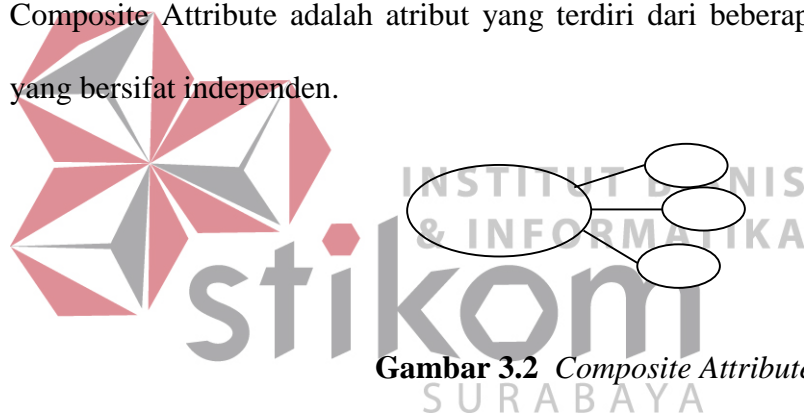 Composite Attribute adalah atribut yang terdiri dari beberap
yang bersifat independen.
INSTITUT BISNIS
& INFORMATIKA
stikom
Gambar 3.2 Composite Attribute
SURABAYA